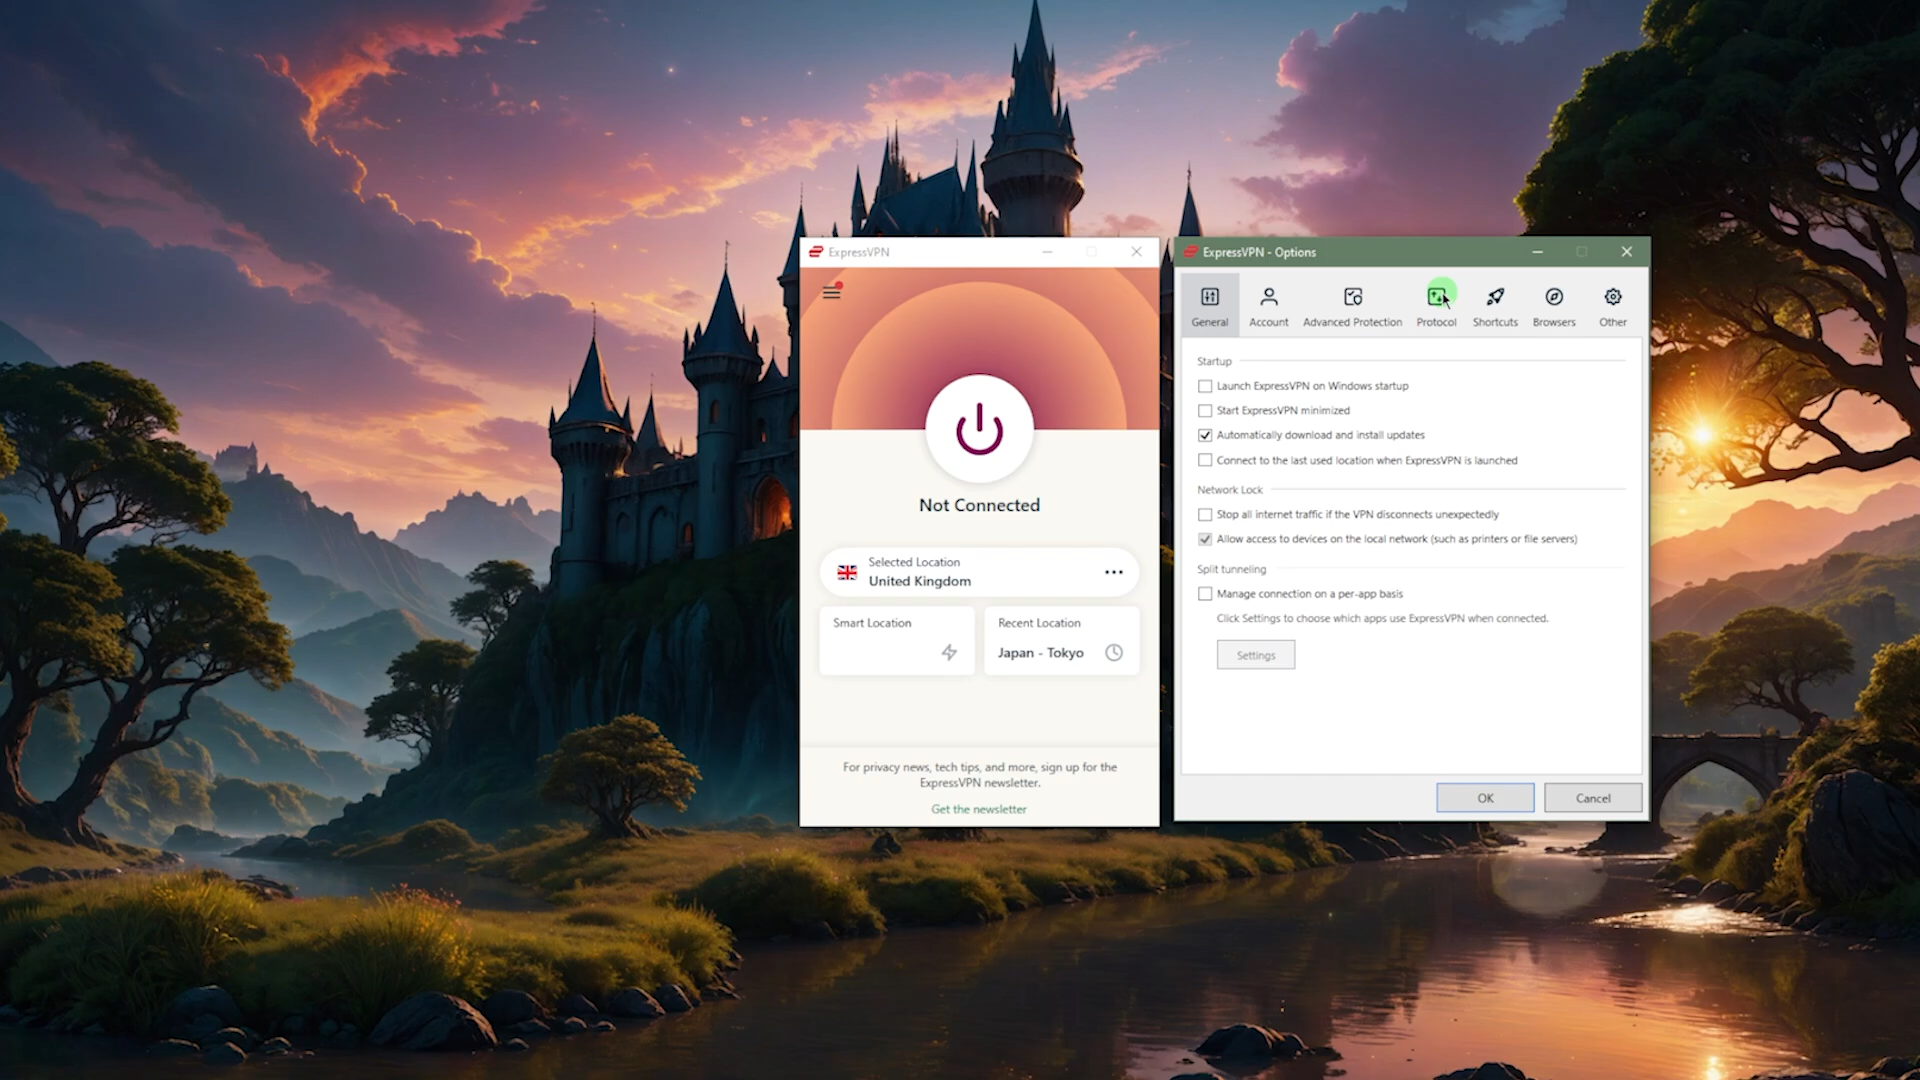 ExpressVPN
Not Connected
Selected Location
United Kingdom
Smart Location
Recent Location
Japan - Tokyo
For privacy news, tech tips, and more, sign up for the
ExpressVPN newsletter.
Get the newsletter
ExpressVPN - Options
General Account Advanced Protection Protocol Shortcuts Browsers Other
Startup
Launch ExpressVPN on Windows startup
Start ExpressVPN minimized
Automatically download and install updates
Connect to the last used location when ExpressVPN is launched
Network Lock
Stop all internet traffic if the VPN disconnects unexpectedly
Allow access to devices on the local network (such as printers or file servers)
Split tunneling
Manage connection on a per-app basis
Click Settings to choose which apps use ExpressVPN when connected.
Settings
OK Cancel